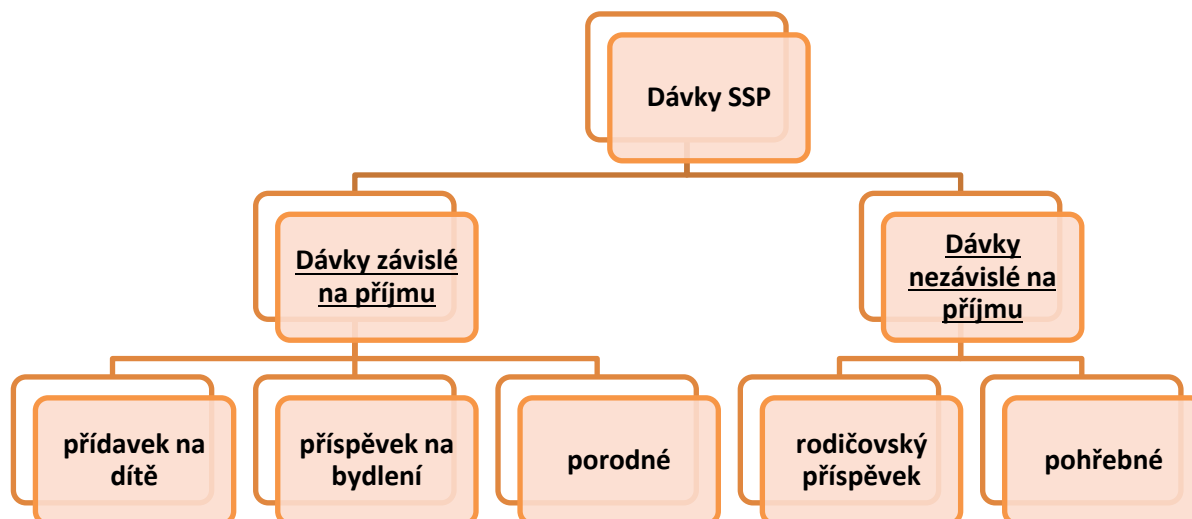 Dávky SSP
Dávky závislé
na příjmu
Dávky
nezávislé na
příjmu
přídavek na
dítě
příspěvek na
bydlení
porodné
rodičovský
příspěvek
pohřebné